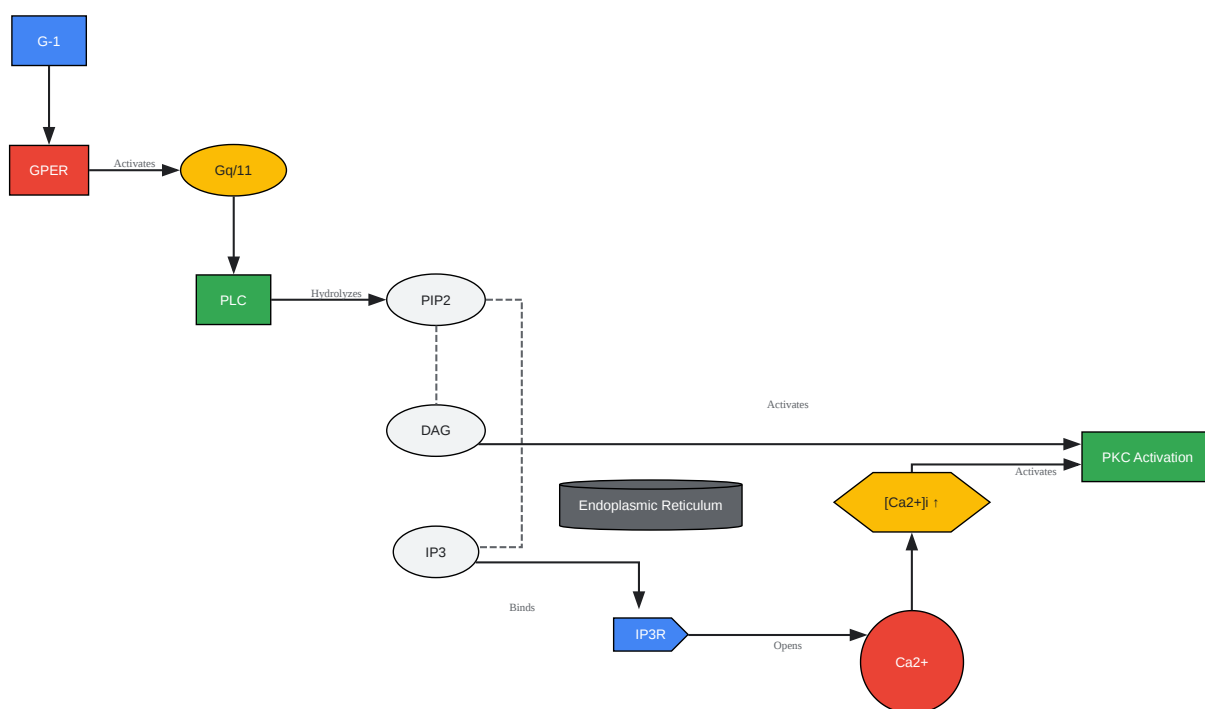 G-1
GPER
Activates
Gq/11
PLC
Hydrolyzes
PIP2
DAG
Activates
PKC Activation
Activates
[Ca2+]i ↑
Endoplasmic Reticulum
IP3
Binds
IP3R
Opens
Ca2+